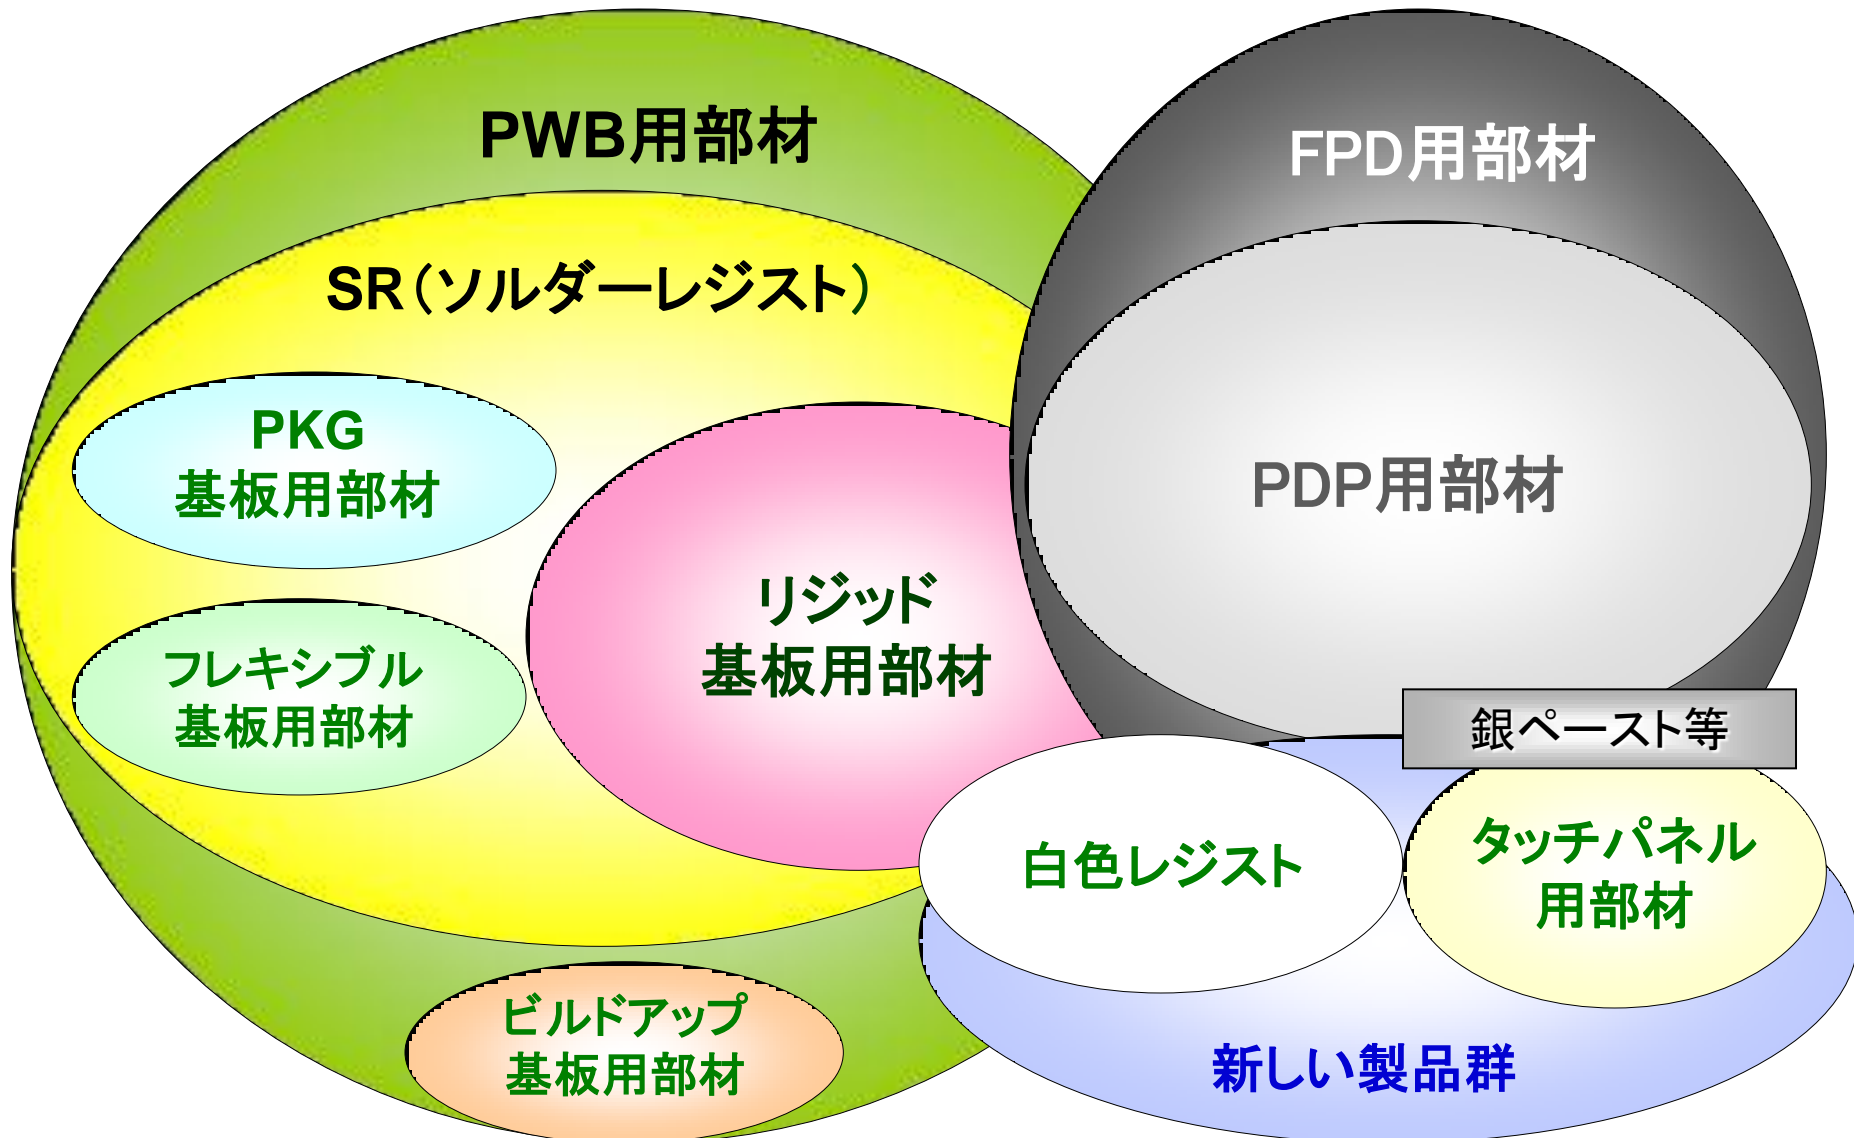 PWB用部材
FPD用部材
SR(ソルダーレジスト)
PKG
基板用部材
PDP用部材
リジッド
基板用部材
フレキシブル
基板用部材
銀ペースト等
白色レジスト
タッチパネル
用部材
ビルドアップ
基板用部材
新しい製品群